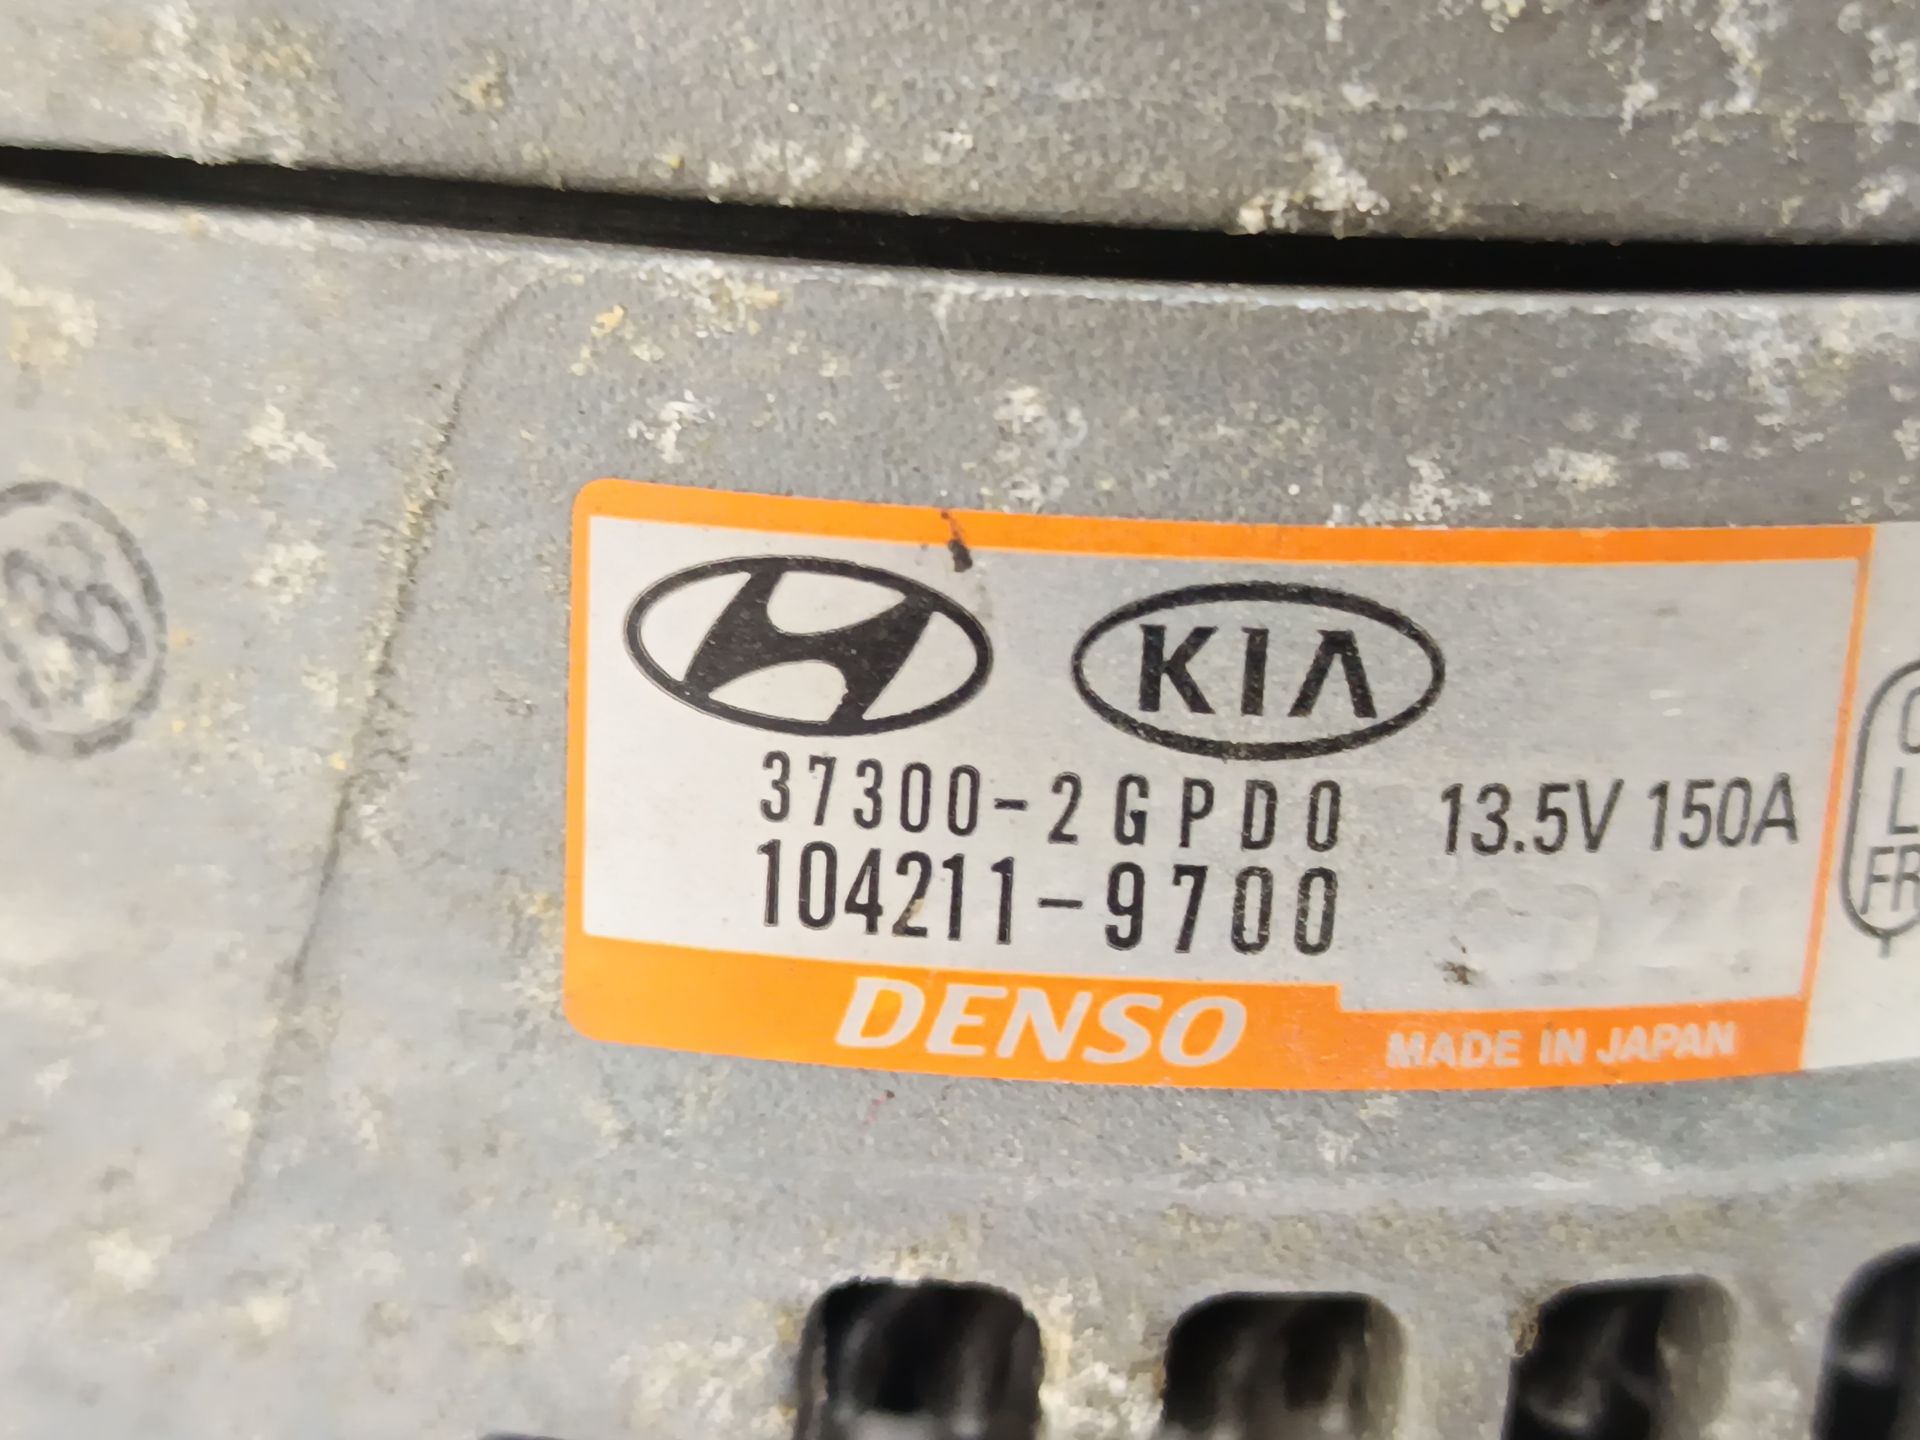 KIA
37300-2GPD0 13.5V 150A
104211-9700
DENSO
MADE IN JAPAN